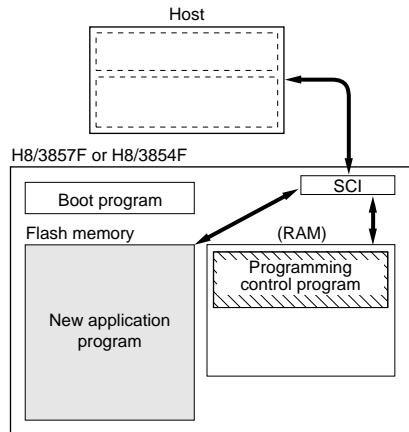 Host
H8/3857F or H8/3854F
SCI
Boot program
Flash memory
(RAM)
Programming
control program
New application
program